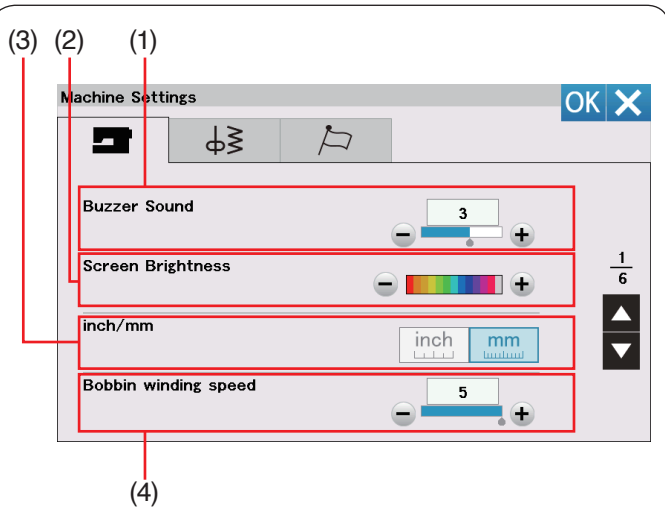 (3) (2) (1)
Machine Settings OK
Buzzer Sound 3
− +
Screen Brightness − +
1
6
inch/mm inch mm
Bobbin winding speed 5
− +
(4)